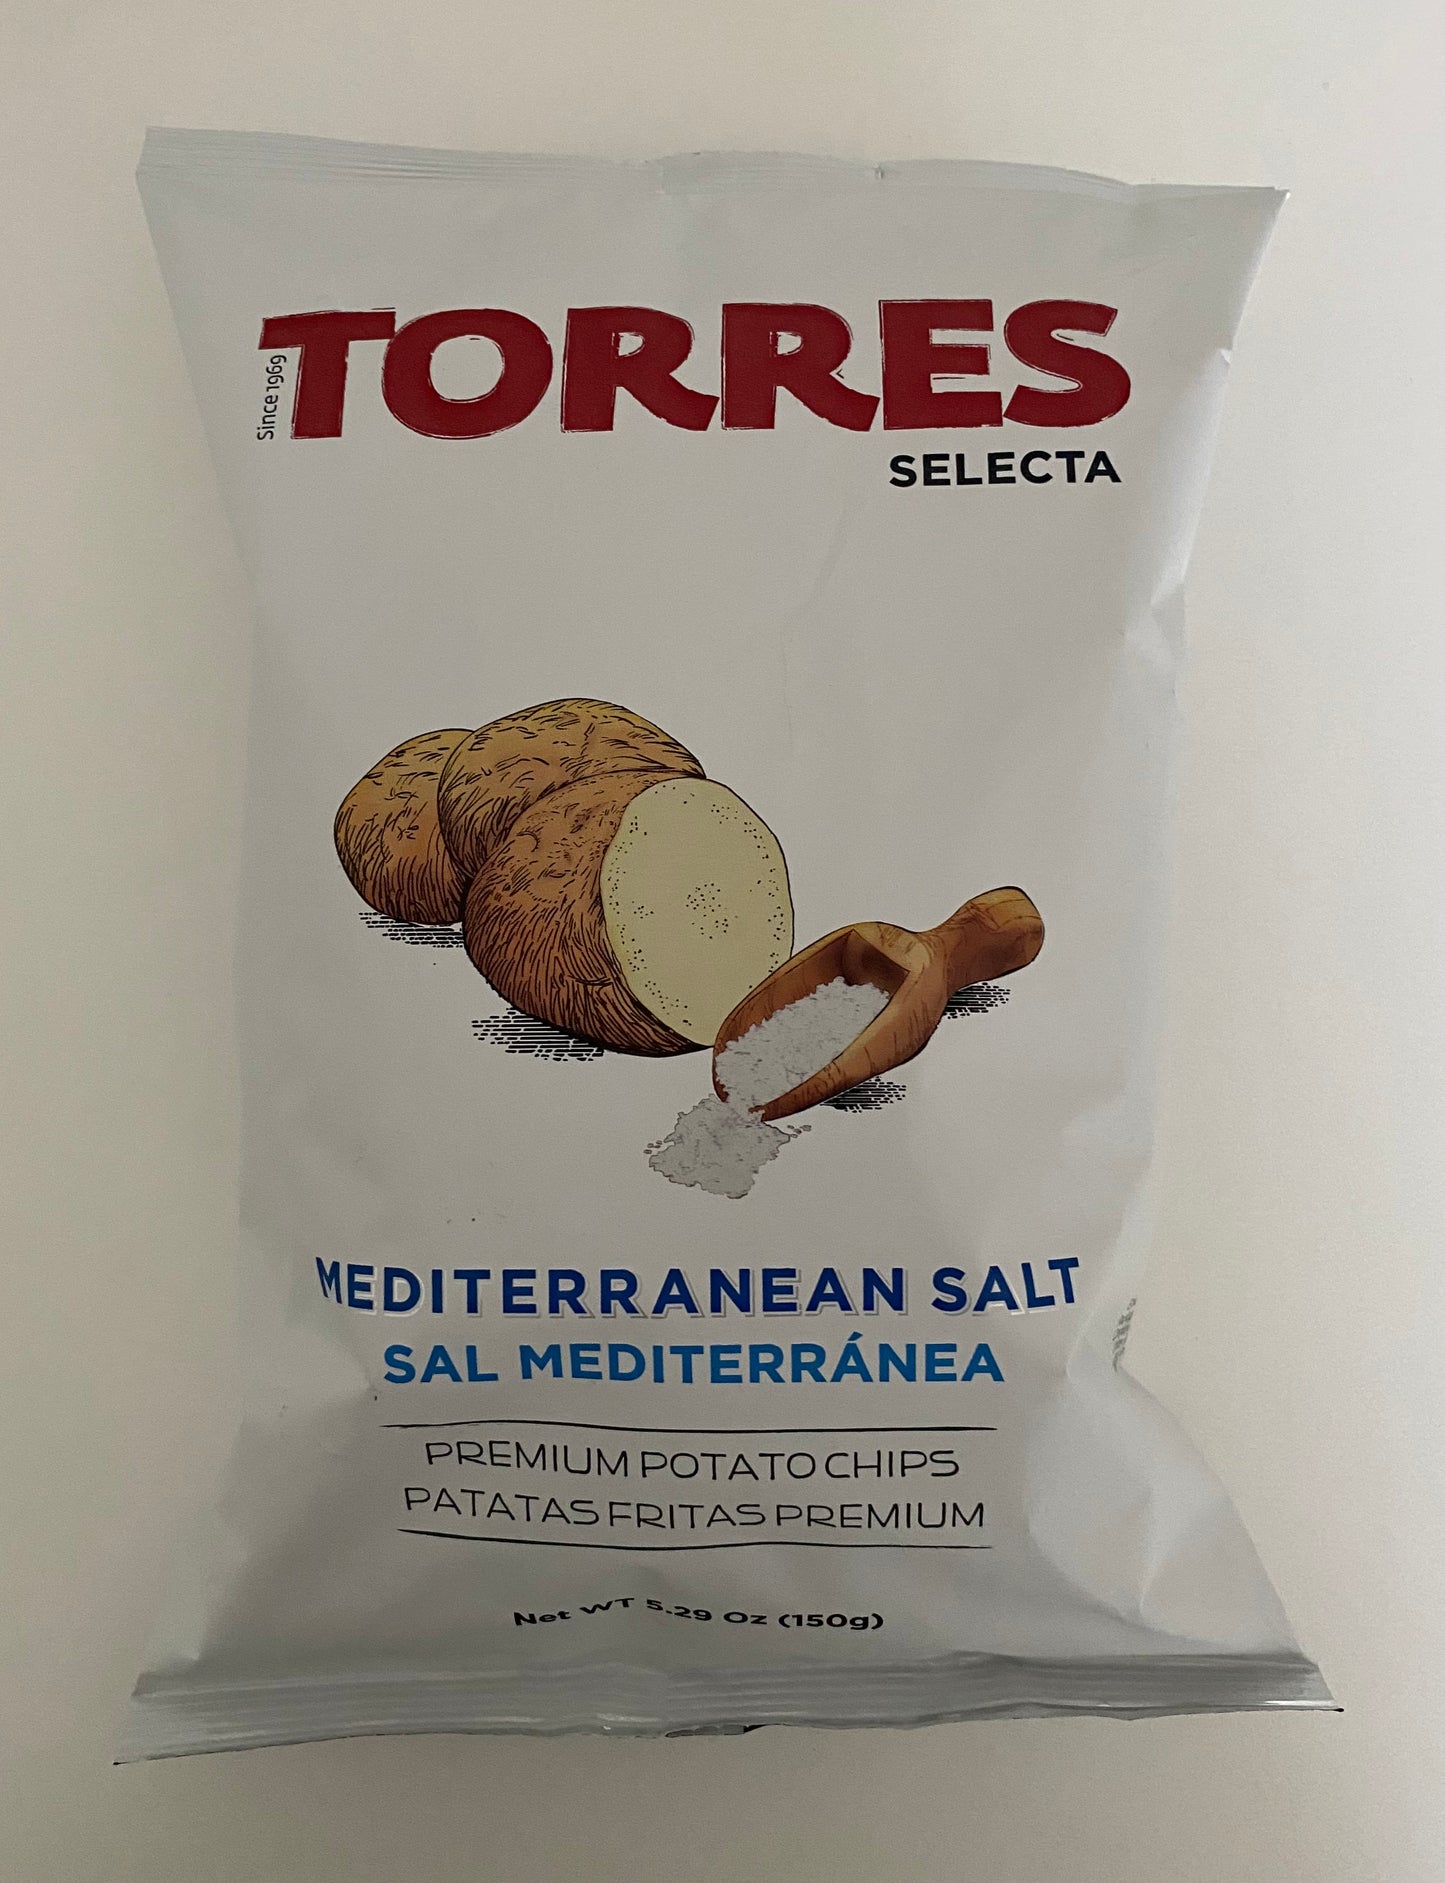 Since 1969
TORRES
SELECTA
MEDITERRANEAN SALT
SAL MEDITERRÁNEA
PREMIUM POTATO CHIPS
PATATAS FRITAS PREMIUM
Net WT 5.29 Oz (150g)